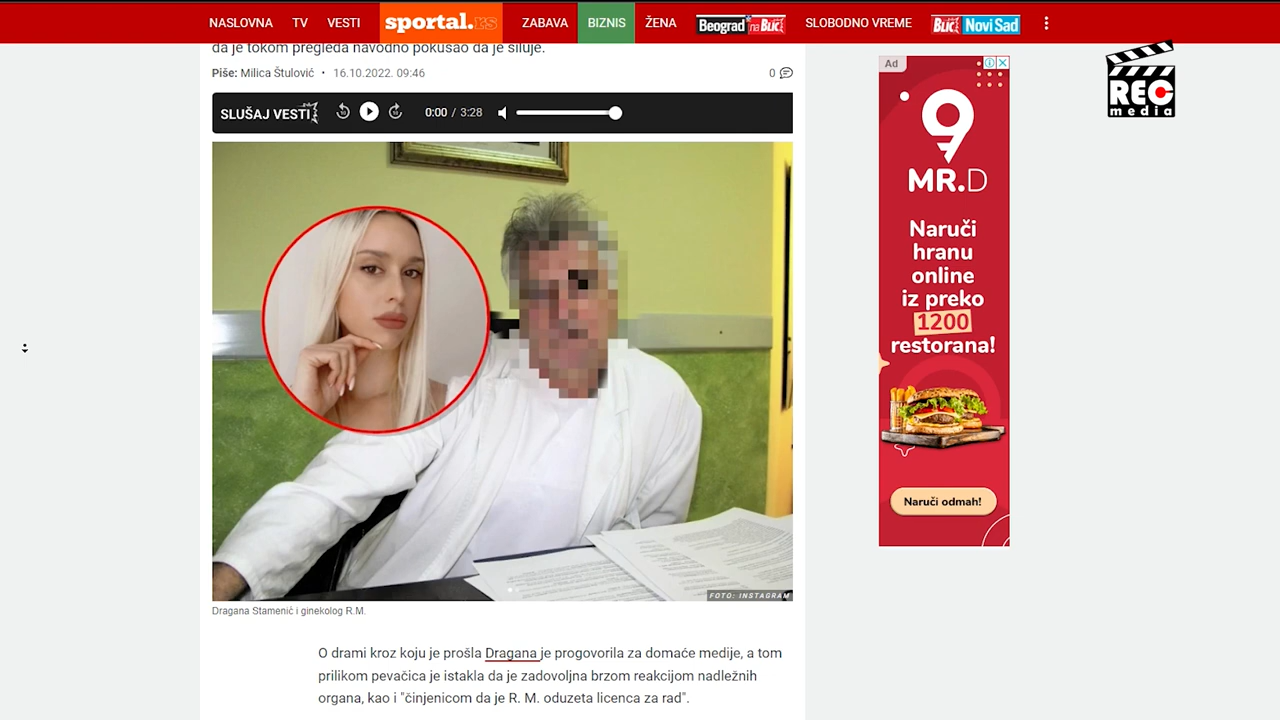 NASLOVNA TV VESTI sportal.rs ZABAVA BIZNIS ŽENA Beograd na BLIC SLOBODNO VREME BLIC Novi Sad
da je tokom pregleda navodno pokušao da je siluje.
Piše: Milica Štulović • 16.10.2022. 09:46
0
SLUŠAJ VESTI 0:00 / 3:28
FOTO: INSTAGRAM
Dragana Stamenić i ginekolog R.M.
O drami kroz koju je prošla Dragana je progovorila za domaće medije, a tom
prilikom pevačica je istakla da je zadovoljna brzom reakcijom nadležnih
organa, kao i "činjenicom da je R. M. oduzeta licenca za rad".
Ad
MR.D
Naruči
hranu
online
iz preko
1200
restorana!
Naruči odmah!
REC
media